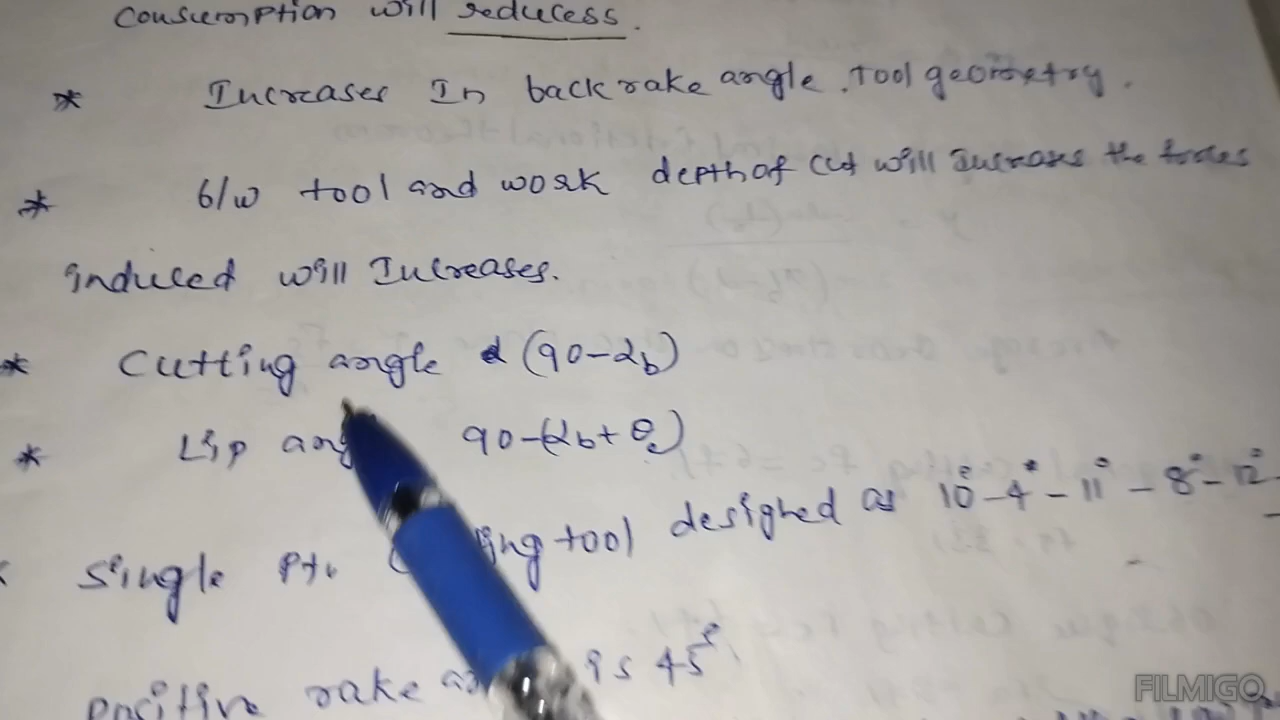 Consumption will reducess.
* Increases In back rake angle. tool geometry.
* b/w tool and work depth of cut will Increases the forces
induced will Increases.
* Cutting angle (90-αb)
* Lip 90-(αb+θe)
single Ptr tool designed as 10°-4°-11°-8°-12°-
positive rake is 45°
FILMIGO